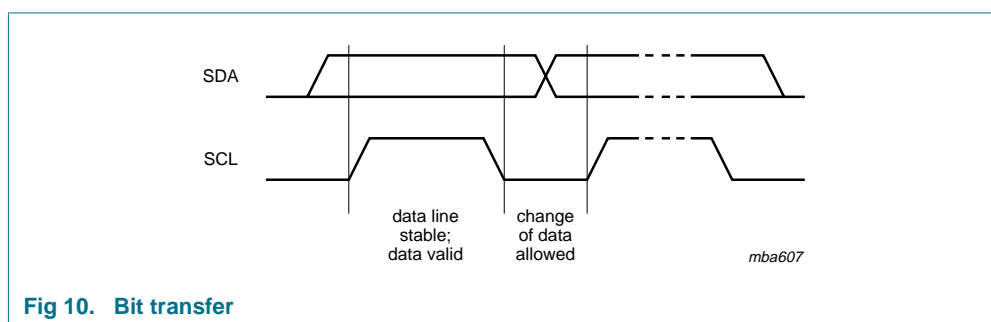 SDA
SCL
data line
stable;
data valid
change
of data
allowed
mba607
Fig 10. Bit transfer